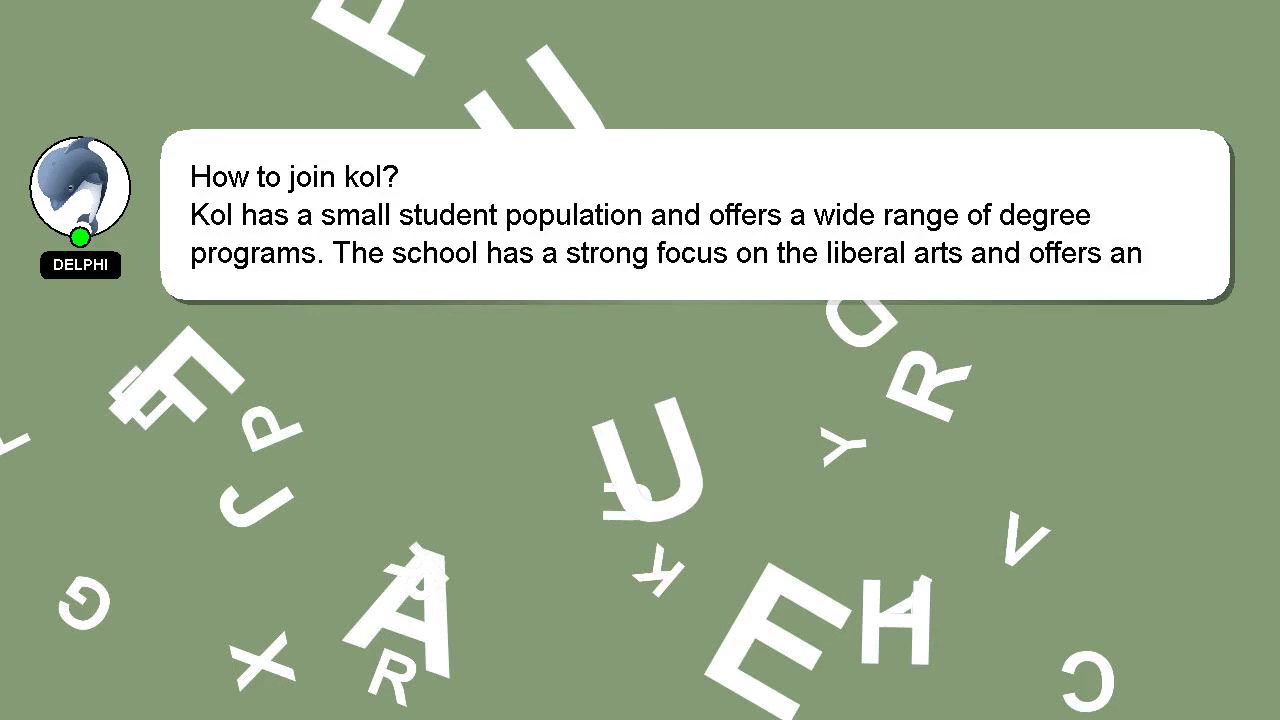 How to join kol?
Kol has a small student population and offers a wide range of degree
programs. The school has a strong focus on the liberal arts and offers an
DELPHI
P
U
D
R
F
P
J
U
Y
K
V
G
X
A
R
E
H
C